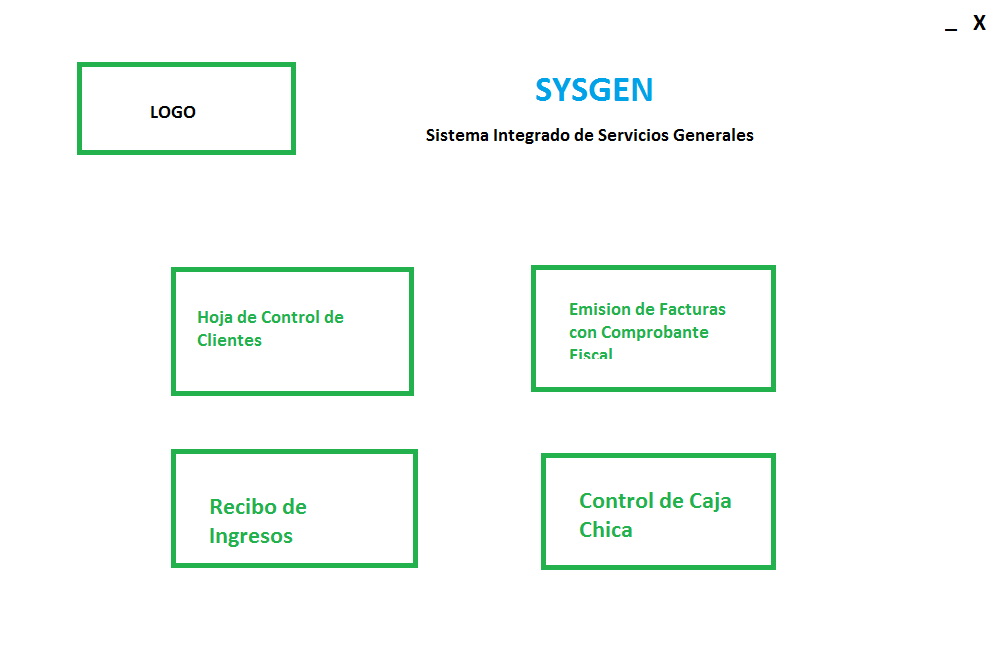 _ X
LOGO
SYSGEN
Sistema Integrado de Servicios Generales
Hoja de Control de
Clientes
Emision de Facturas
con Comprobante
Fiscal
Recibo de
Ingresos
Control de Caja
Chica